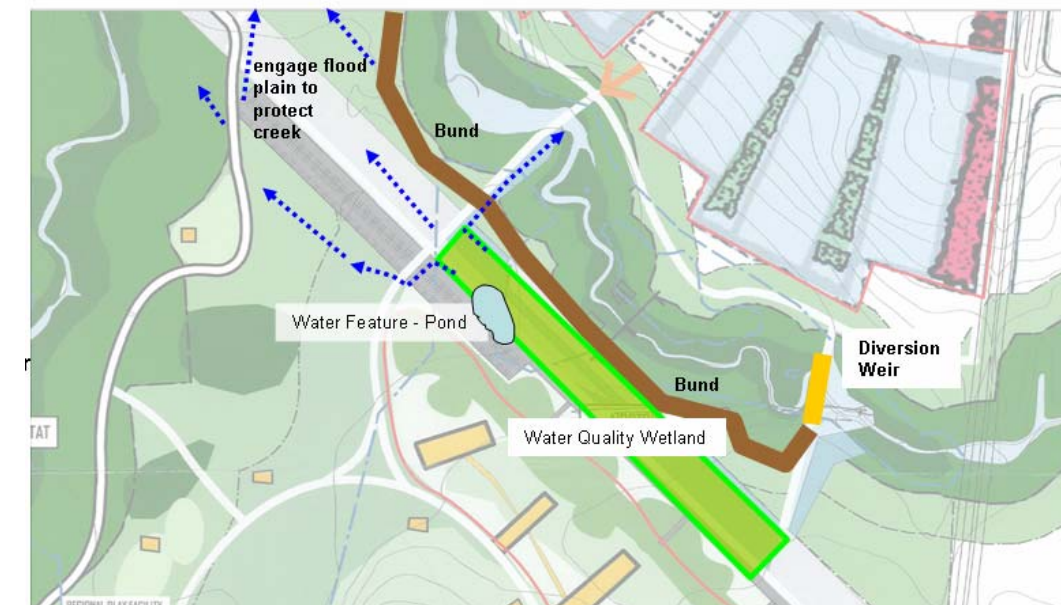 engage flood
plain to
protect
creek
Bund
Water Feature - Pond
Diversion
Weir
Bund
Water Quality Wetland
TAT
r